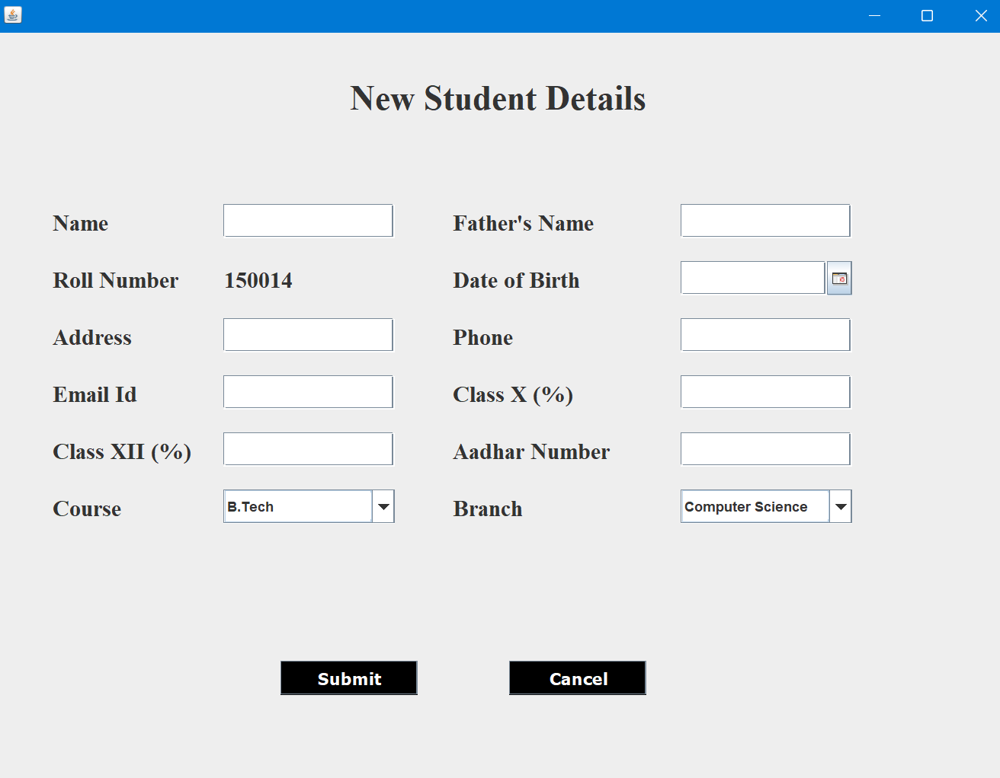 New Student Details
Name Father's Name
Roll Number 150014 Date of Birth
Address Phone
Email Id Class X (%)
Class XII (%) Aadhar Number
Course B.Tech Branch Computer Science
Submit Cancel